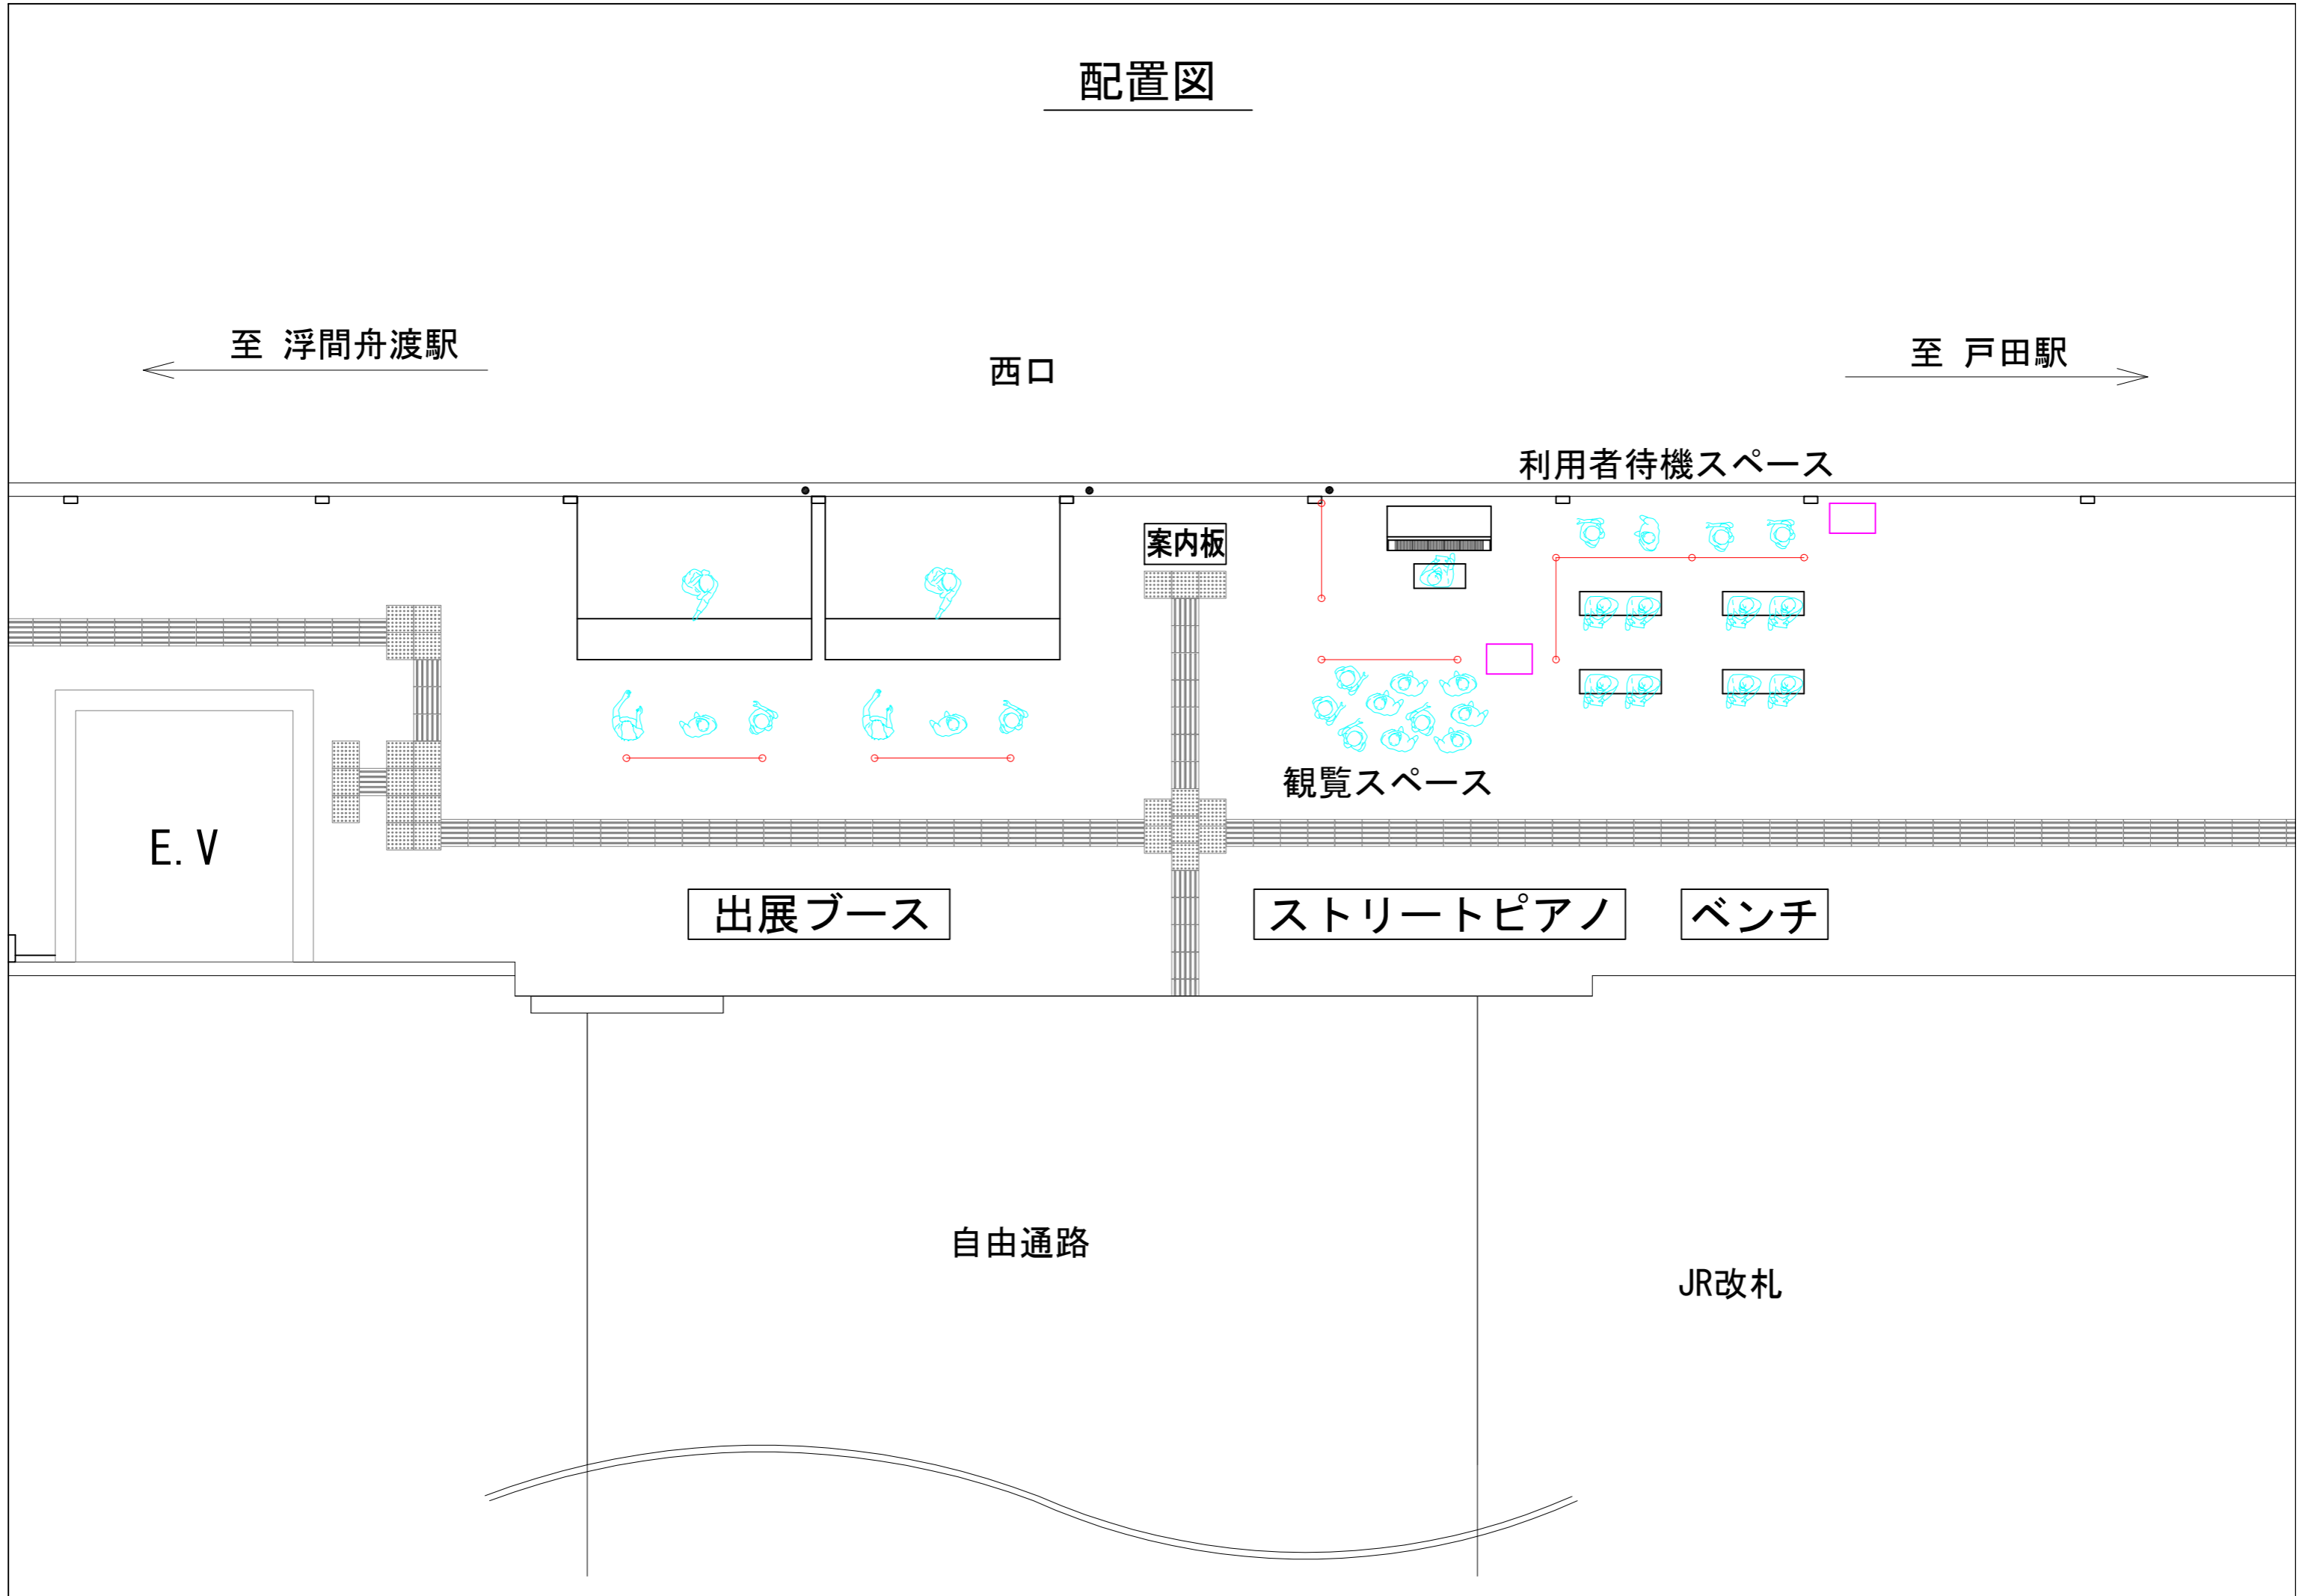 配置図
至 浮間舟渡駅
西口
至 戸田駅
利用者待機スペース
案内板
観覧スペース
E.V
出展ブース
ストリートピアノ
ベンチ
自由通路
JR改札